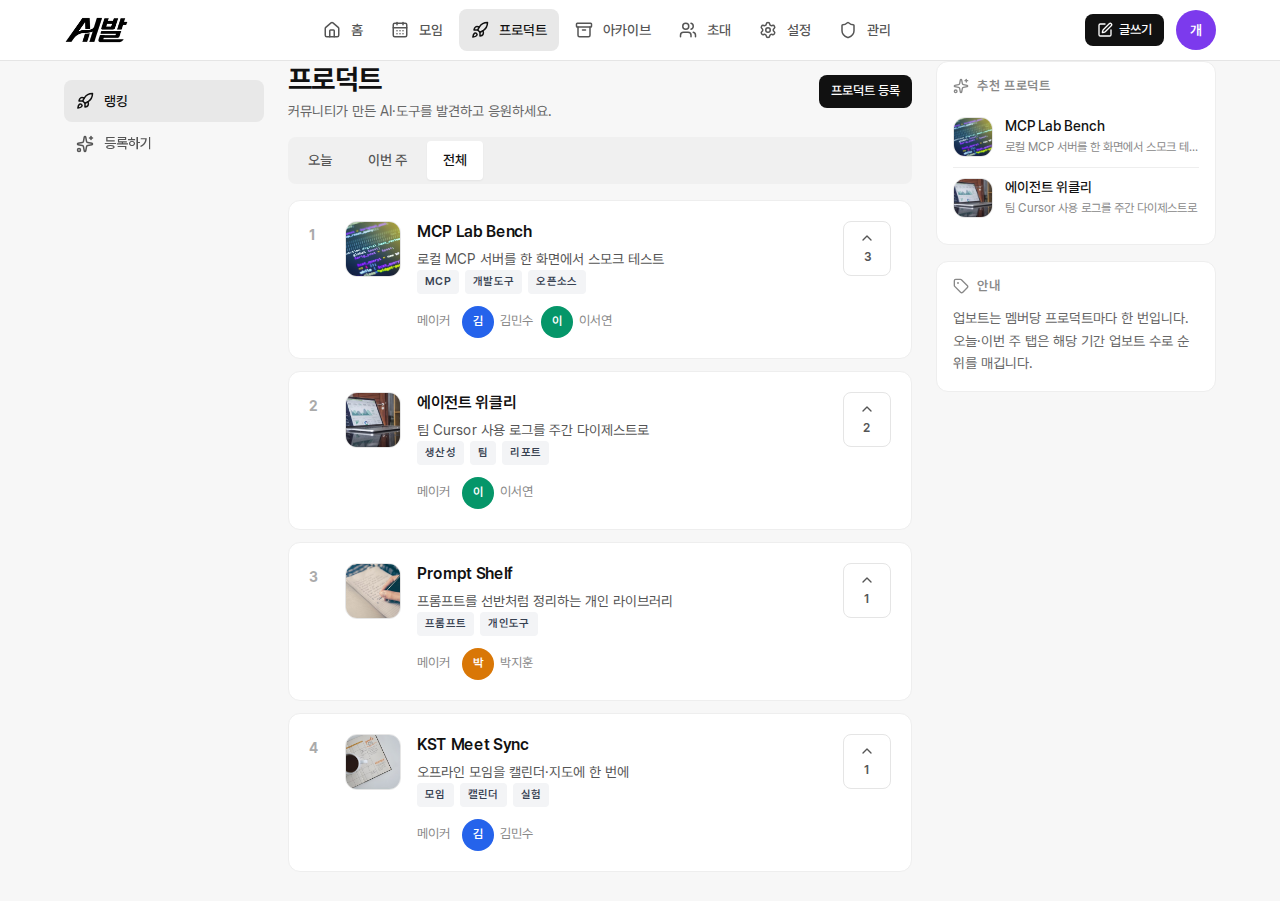 AI발
홈
모임
프로덕트
아카이브
초대
설정
관리
글쓰기
개
랭킹
등록하기
프로덕트
커뮤니티가 만든 AI·도구를 발견하고 응원하세요.
프로덕트 등록
오늘
이번 주
전체
1
MCP Lab Bench
로컬 MCP 서버를 한 화면에서 스모크 테스트
MCP
개발도구
오픈소스
메이커
김
김민수
이
이서연
3
2
에이전트 위클리
팀 Cursor 사용 로그를 주간 다이제스트로
생산성
팀
리포트
메이커
이
이서연
2
3
Prompt Shelf
프롬프트를 선반처럼 정리하는 개인 라이브러리
프롬프트
개인도구
메이커
박
박지훈
1
4
KST Meet Sync
오프라인 모임을 캘린더·지도에 한 번에
모임
캘린더
실험
메이커
김
김민수
1
추천 프로덕트
MCP Lab Bench
로컬 MCP 서버를 한 화면에서 스모크 테...
에이전트 위클리
팀 Cursor 사용 로그를 주간 다이제스트로
안내
업보트는 멤버당 프로덕트마다 한 번입니다.
오늘·이번 주 탭은 해당 기간 업보트 수로 순
위를 매깁니다.